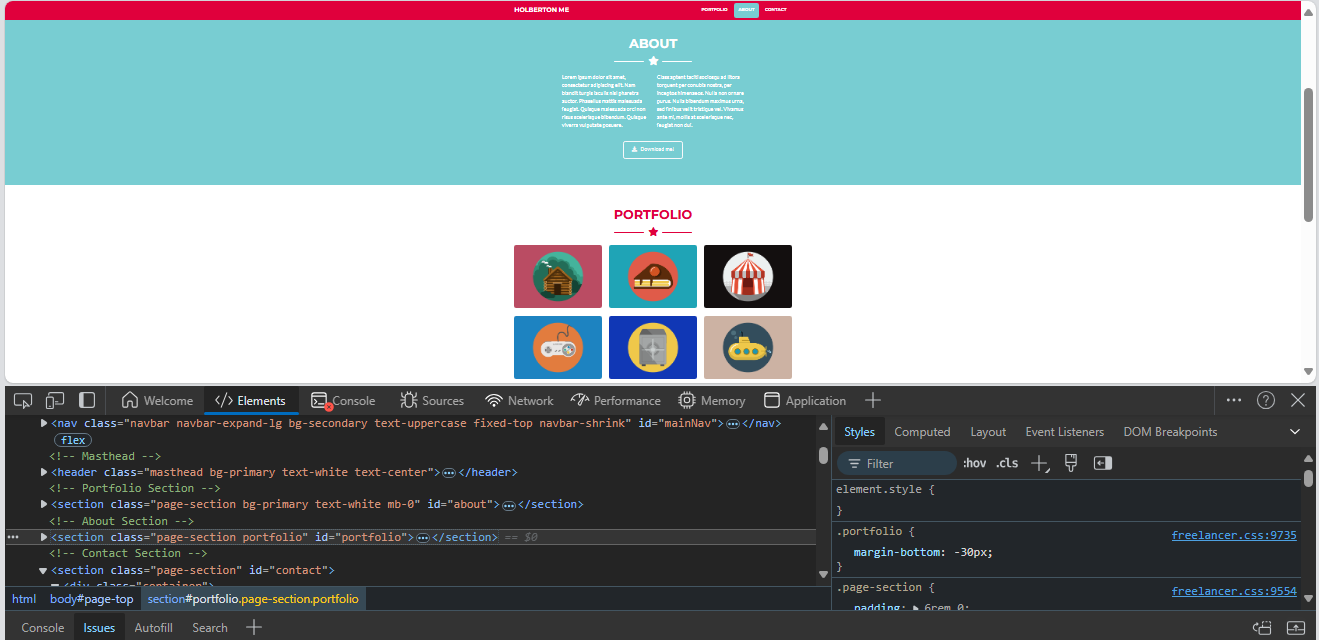 HOLBERTON ME
PORTFOLIO ABOUT CONTACT
ABOUT
Lorem ipsum dolor sit amet,
consectetur adipiscing elit. Nam
blandit turpis iaculis nisi pharetra
auctor. Phasellus mattis malesuada
feugiat. Quisque malesuada orci non
risus scelerisque bibendum. Quisque
viverra vulputate posuere.
Class aptent taciti sociosqu ad litora
torquent per conubia nostra, per
inceptos himenaeos. Nulla non ornare
purus. Nulla bibendum maximus urna,
sed finibus velit tristique vel. Vivamus
ante mi, mollis at scelerisque nec,
feugiat non dui.
Download me!
PORTFOLIO
Welcome </> Elements Console Sources Network Performance Memory Application
<nav class="navbar navbar-expand-lg bg-secondary text-uppercase fixed-top navbar-shrink" id="mainNav">…</nav>
flex
<!-- Masthead -->
<header class="masthead bg-primary text-white text-center">…</header>
<!-- Portfolio Section -->
<section class="page-section bg-primary text-white mb-0" id="about">…</section>
<!-- About Section -->
<section class="page-section portfolio" id="portfolio">…</section> == $0
<!-- Contact Section -->
<section class="page-section" id="contact">
<div class="container">
html body#page-top section#portfolio.page-section.portfolio
Styles Computed Layout Event Listeners DOM Breakpoints
Filter :hov .cls
element.style {
}
.portfolio { freelancer.css:9735
margin-bottom: -30px;
}
.page-section { freelancer.css:9554
padding: 6rem 0;
Console Issues Autofill Search